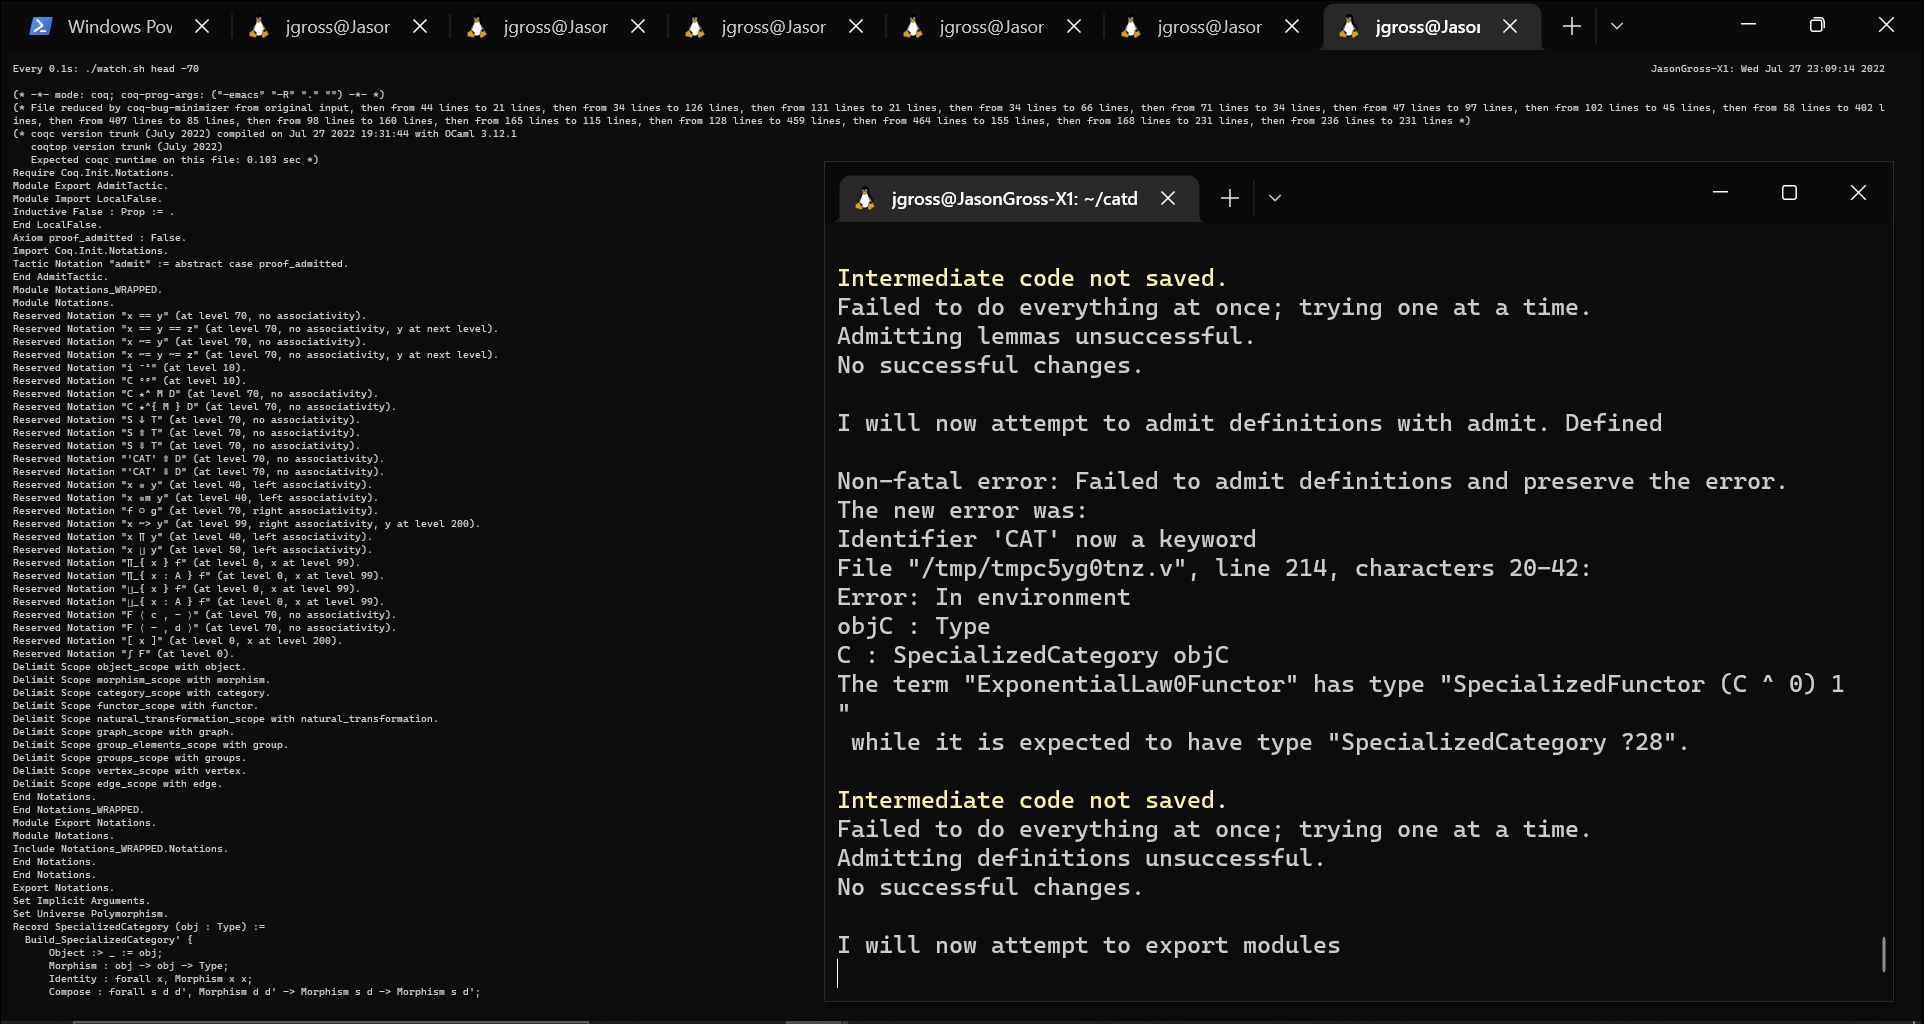 Windows Pow
jgross@Jasor
jgross@Jasor
jgross@Jasor
jgross@Jasor
jgross@Jasor
jgross@Jasor
Every 0.1s: ./watch.sh head -70
JasonGross-X1: Wed Jul 27 23:09:14 2022
(* -*- mode: coq; coq-prog-args: ("-emacs" "-R" "." "") -*- *)
(* File reduced by coq-bug-minimizer from original input, then from 44 lines to 21 lines, then from 34 lines to 126 lines, then from 131 lines to 21 lines, then from 34 lines to 66 lines, then from 71 lines to 34 lines, then from 47 lines to 97 lines, then from 102 lines to 45 lines, then from 58 lines to 402 l
ines, then from 407 lines to 85 lines, then from 98 lines to 160 lines, then from 165 lines to 115 lines, then from 128 lines to 459 lines, then from 464 lines to 155 lines, then from 168 lines to 231 lines, then from 236 lines to 231 lines *)
(* coqc version trunk (July 2022) compiled on Jul 27 2022 19:31:44 with OCaml 3.12.1
coqtop version trunk (July 2022)
Expected coqc runtime on this file: 0.103 sec *)
Require Coq.Init.Notations.
Module Export AdmitTactic.
Module Import LocalFalse.
Inductive False : Prop := .
End LocalFalse.
Axiom proof_admitted : False.
Import Coq.Init.Notations.
Tactic Notation "admit" := abstract case proof_admitted.
End AdmitTactic.
Module Notations_WRAPPED.
Module Notations.
Reserved Notation "x == y" (at level 70, no associativity).
Reserved Notation "x == y == z" (at level 70, no associativity, y at next level).
Reserved Notation "x ~= y" (at level 70, no associativity).
Reserved Notation "x ~= y ~= z" (at level 70, no associativity, y at next level).
Reserved Notation "i ⁻¹" (at level 10).
Reserved Notation "C ᵒᵖ" (at level 10).
Reserved Notation "C ★^ M D" (at level 70, no associativity).
Reserved Notation "C ★^{ M } D" (at level 70, no associativity).
Reserved Notation "S ↓ T" (at level 70, no associativity).
Reserved Notation "S ⇑ T" (at level 70, no associativity).
Reserved Notation "S ⇓ T" (at level 70, no associativity).
Reserved Notation "'CAT' ⇑ D" (at level 70, no associativity).
Reserved Notation "'CAT' ⇓ D" (at level 70, no associativity).
Reserved Notation "x ⊗ y" (at level 40, left associativity).
Reserved Notation "x ⊗m y" (at level 40, left associativity).
Reserved Notation "f ○ g" (at level 70, right associativity).
Reserved Notation "x ~> y" (at level 99, right associativity, y at level 200).
Reserved Notation "x ∏ y" (at level 40, left associativity).
Reserved Notation "x ∐ y" (at level 50, left associativity).
Reserved Notation "∏_{ x } f" (at level 0, x at level 99).
Reserved Notation "∏_{ x : A } f" (at level 0, x at level 99).
Reserved Notation "∐_{ x } f" (at level 0, x at level 99).
Reserved Notation "∐_{ x : A } f" (at level 0, x at level 99).
Reserved Notation "F ⟨ c , - ⟩" (at level 70, no associativity).
Reserved Notation "F ⟨ - , d ⟩" (at level 70, no associativity).
Reserved Notation "[ x ]" (at level 0, x at level 200).
Reserved Notation "∫ F" (at level 0).
Delimit Scope object_scope with object.
Delimit Scope morphism_scope with morphism.
Delimit Scope category_scope with category.
Delimit Scope functor_scope with functor.
Delimit Scope natural_transformation_scope with natural_transformation.
Delimit Scope graph_scope with graph.
Delimit Scope group_elements_scope with group.
Delimit Scope groups_scope with groups.
Delimit Scope vertex_scope with vertex.
Delimit Scope edge_scope with edge.
End Notations.
End Notations_WRAPPED.
Module Export Notations.
Module Notations.
Include Notations_WRAPPED.Notations.
End Notations.
End Notations.
Export Notations.
Set Implicit Arguments.
Set Universe Polymorphism.
Record SpecializedCategory (obj : Type) :=
Build_SpecializedCategory' {
Object :> _ := obj;
Morphism : obj -> obj -> Type;
Identity : forall x, Morphism x x;
Compose : forall s d d', Morphism d d' -> Morphism s d -> Morphism s d';
jgross@JasonGross-X1: ~/catd
Intermediate code not saved.
Failed to do everything at once; trying one at a time.
Admitting lemmas unsuccessful.
No successful changes.
I will now attempt to admit definitions with admit. Defined
Non-fatal error: Failed to admit definitions and preserve the error.
The new error was:
Identifier 'CAT' now a keyword
File "/tmp/tmpc5yg0tnz.v", line 214, characters 20-42:
Error: In environment
objC : Type
C : SpecializedCategory objC
The term "ExponentialLaw0Functor" has type "SpecializedFunctor (C ^ 0) 1
"
while it is expected to have type "SpecializedCategory ?28".
Intermediate code not saved.
Failed to do everything at once; trying one at a time.
Admitting definitions unsuccessful.
No successful changes.
I will now attempt to export modules